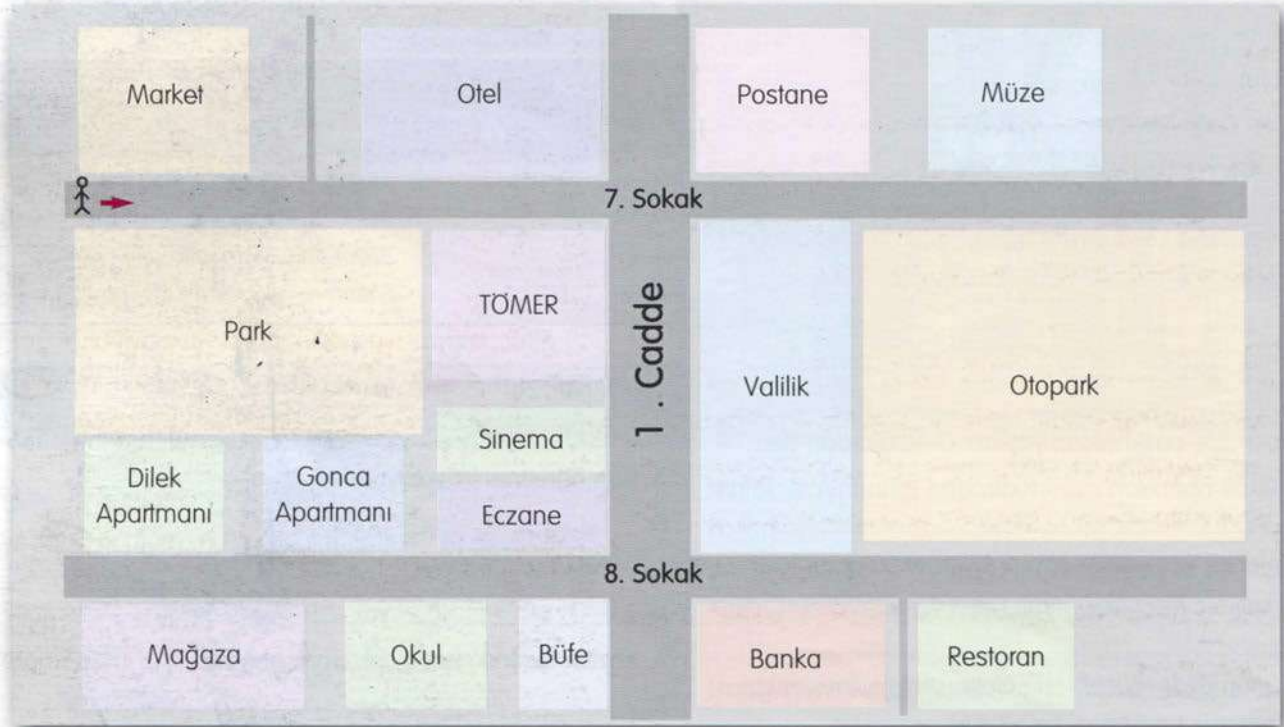 Market
Otel
Postane
Müze
7. Sokak
Park
TÖMER
1 . Cadde
Valilik
Otopark
Sinema
Dilek
Apartmanı
Gonca
Apartmanı
Eczane
8. Sokak
Mağaza
Okul
Büfe
Banka
Restoran